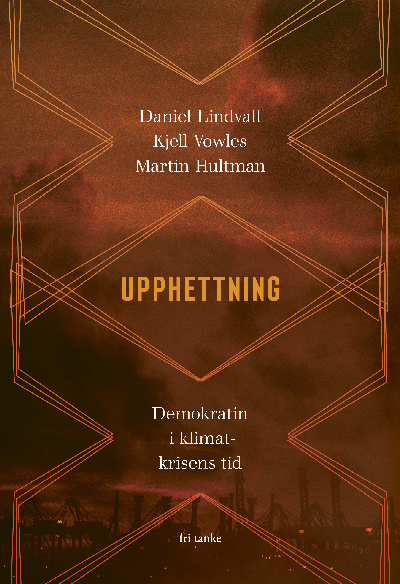 Daniel Lindvall
Kjell Vowles
Martin Hultman
UPPHETTNING
Demokratin
i klimat-
krisens tid
fri tanke